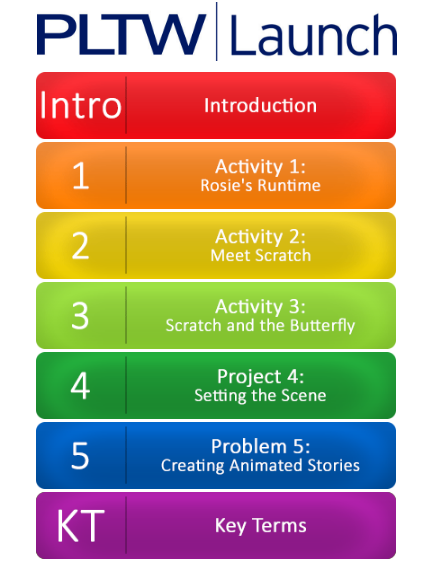 PLTW Launch
Intro Introduction
1 Activity 1:
Rosie's Runtime
2 Activity 2:
Meet Scratch
3 Activity 3:
Scratch and the Butterfly
4 Project 4:
Setting the Scene
5 Problem 5:
Creating Animated Stories
KT Key Terms